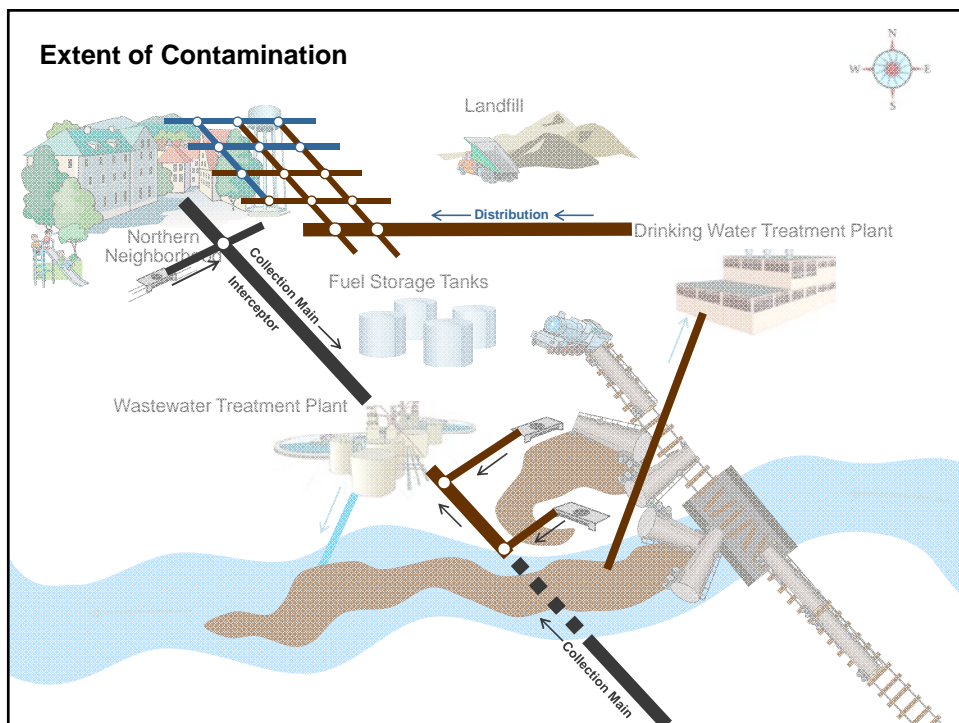 Extent of Contamination
N
W E
S
Landfill
Distribution
Drinking Water Treatment Plant
Northern
Neighborhood
Collection Main
Interceptor
Fuel Storage Tanks
Wastewater Treatment Plant
Collection Main